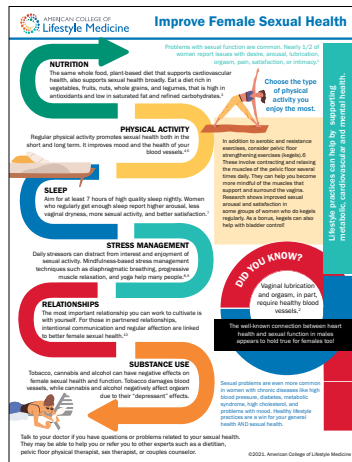 AMERICAN COLLEGE OF
Lifestyle Medicine
Improve Female Sexual Health
Problems with sexual function are common. Nearly 1/2 of
women report issues with desire, arousal, lubrication,
orgasm, pain, satisfaction, or intimacy.¹
NUTRITION
The same whole food, plant-based diet that supports cardiovascular
health, also supports sexual health broadly. Eat a diet rich in
vegetables, fruits, nuts, whole grains, and legumes, that is high in
antioxidants and low in saturated fat and refined carbohydrates.³
Choose the type
of physical
activity you
enjoy the most.
PHYSICAL ACTIVITY
Regular physical activity promotes sexual health both in the
short and long term. It improves mood and the health of your
blood vessels.
In addition to aerobic and resistance
exercises, consider pelvic floor
strengthening exercises (kegels).
These involve contracting and relaxing
the muscles of the pelvic floor several
times daily. They can help you become
more mindful of the muscles that
support and surround the vagina.
Research shows improved sexual
arousal and satisfaction in
some groups of women who do kegels
regularly. As a bonus, kegels can also
help with bladder control!
Lifestyle practices can help by supporting
metabolic, cardiovascular and mental health.
SLEEP
Aim for at least 7 hours of high quality sleep nightly. Women
who regularly get enough sleep report higher arousal, less
vaginal dryness, more sexual activity, and better satisfaction.⁷
STRESS MANAGEMENT
Daily stressors can distract from interest and enjoyment of
sexual activity. Mindfulness-based stress management
techniques such as diaphragmatic breathing, progressive
muscle relaxation, and yoga help many people.
DID YOU KNOW?
Vaginal lubrication
and orgasm, in part,
require healthy blood
vessels.²
The well-known connection between heart
health and sexual function in males
appears to hold true for females too!
RELATIONSHIPS
The most important relationship you can work to cultivate is
with yourself. For those in partnered relationships,
intentional communication and regular affection are linked
to better female sexual health.¹⁰
SUBSTANCE USE
Tobacco, cannabis and alcohol can have negative effects on
female sexual health and function. Tobacco damages blood
vessels, while cannabis and alcohol negatively affect orgasm
due to their "depressant" effects.
Sexual problems are even more common
in women with chronic diseases like high
blood pressure, diabetes, metabolic
syndrome, high cholesterol, and
problems with mood. Healthy lifestyle
practices are a win for your general
health AND sexual health.
Talk to your doctor if you have questions or problems related to your sexual health.
They may be able to help you or refer you to other experts such as a dietitian,
pelvic floor physical therapist, sex therapist, or couples counselor.
©2021. American College of Lifestyle Medicine